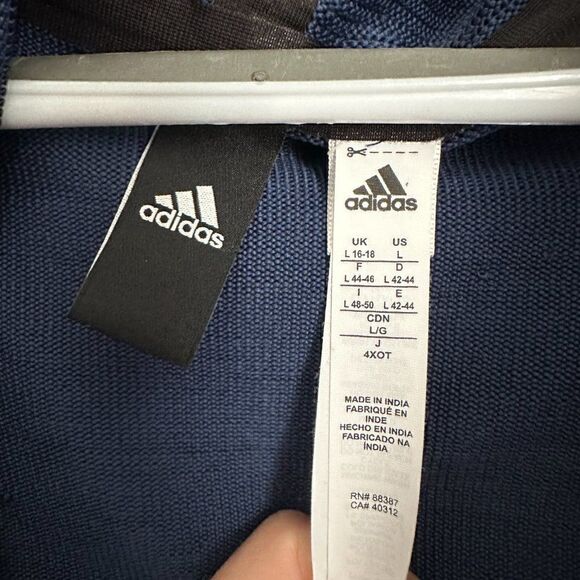 adidas
adidas
UK US
L 16-18 L
F D
L 44-46 L 42-44
I E
L 48-50 L 42-44
CDN
L/G
J
4XOT
MADE IN INDIA
FABRIQUÉ EN
INDE
HECHO EN INDIA
FABRICADO NA
ÍNDIA
RN# 88387
CA# 40312